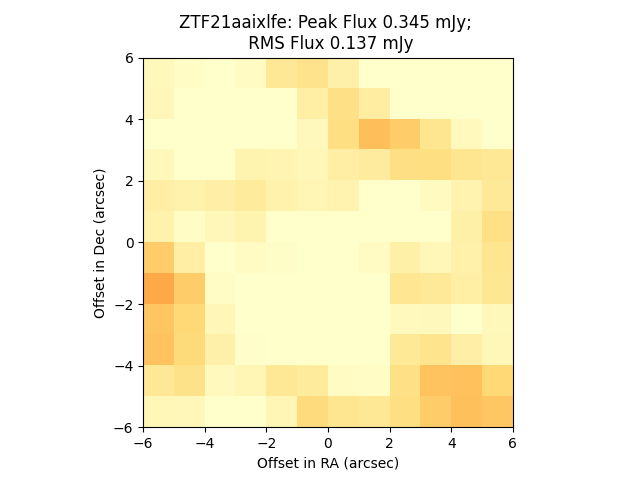 ZTF21aaixlfe: Peak Flux 0.345 mJy;
RMS Flux 0.137 mJy
6
4
2
0
−2
−4
−6
Offset in Dec (arcsec)
−6 −4 −2 0 2 4 6
Offset in RA (arcsec)